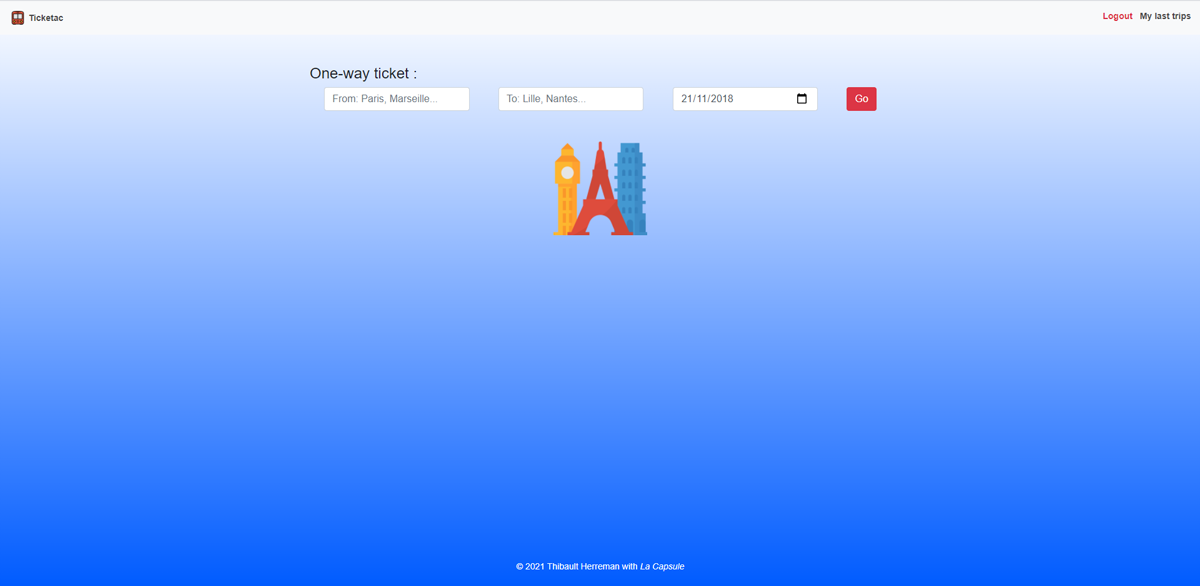 Ticketac
Logout My last trips
One-way ticket :
From: Paris, Marseille...
To: Lille, Nantes...
21/11/2018
Go
© 2021 Thibault Herreman with La Capsule